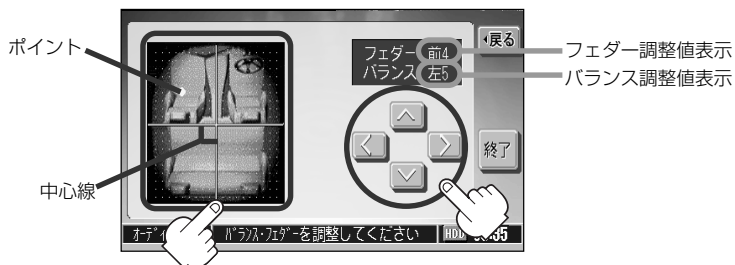 ポイント
中心線
フェダー 前4
バランス 左5
◀戻る
終了
フェダー調整値表示
バランス調整値表示
ｵｰﾃﾞｨ
ﾊﾞﾗﾝｽ･ﾌｪﾀﾞｰを調整してください
HDD